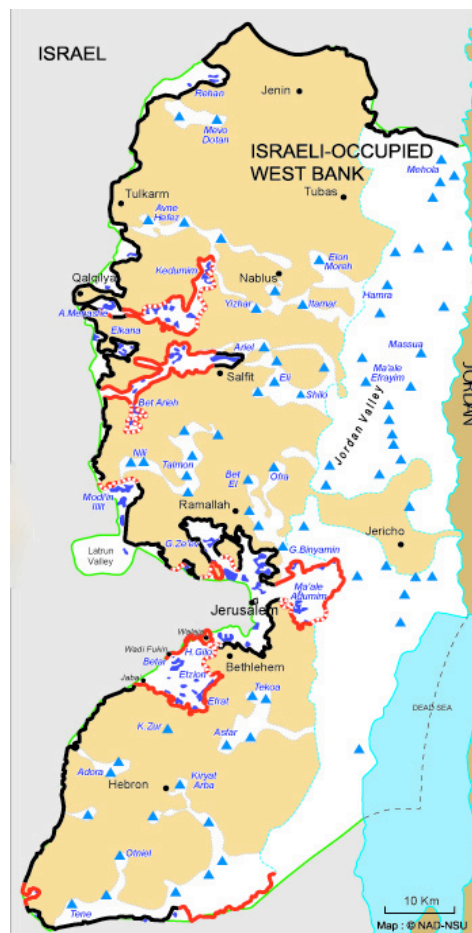 ISRAEL
Rehan
Jenin
Mevo
Dotan
ISRAELI-OCCUPIED
WEST BANK
Mehola
Tulkarm
Tubas
Avne
Hefaz
Kedumim
Nablus
Elon
Moreh
Qalqiliya
Hamra
A.Menashe
Yizhar
Itamar
Elkana
Ariel
Massua
Salfit
Eli
Shilo
Ma'ale
Efrayim
Bet Arieh
Jordan Valley
JORDAN
Nili
Talmon
Bet
El
Ofra
Modi'in
Illit
Ramallah
Latrun
Valley
G.Ze'ev
G.Binyamin
Jericho
Ma'ale
Adumim
Jerusalem
Walaja
Wadi Fukin
H.Gilo
Betar
Bethlehem
Jaba
Etzion
Efrat
Tekoa
DEAD SEA
K.Zur
Asfar
Adora
Hebron
Kiryat
Arba
Otniel
Tene
10 Km
Map : © NAD-NSU